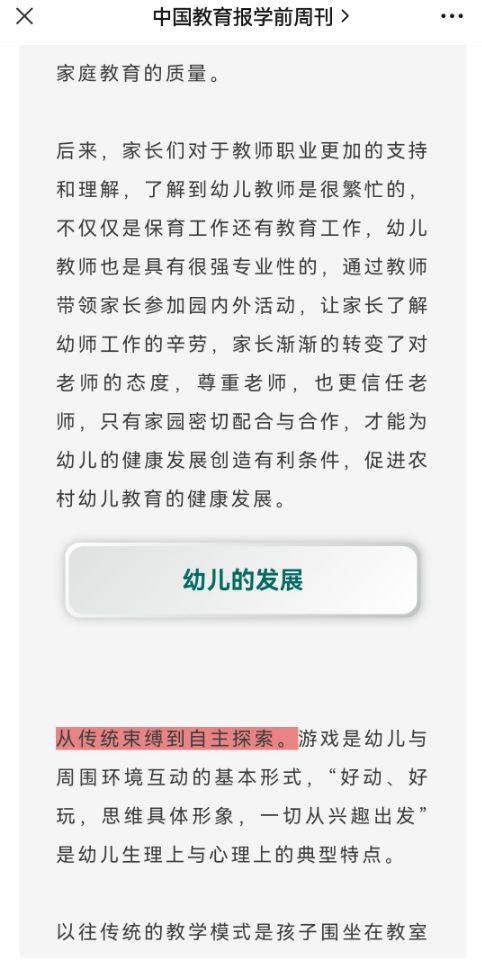 中国教育报学前周刊
家庭教育的质量。
后来，家长们对于教师职业更加的支持
和理解，了解到幼儿教师是很繁忙的，
不仅仅是保育工作还有教育工作，幼儿
教师也是具有很强专业性的，通过教师
带领家长参加园内外活动，让家长了解
幼师工作的辛劳，家长渐渐的转变了对
老师的态度，尊重老师，也更信任老
师，只有家园密切配合与合作，才能为
幼儿的健康发展创造有利条件，促进农
村幼儿教育的健康发展。
幼儿的发展
从传统束缚到自主探索。游戏是幼儿与
周围环境互动的基本形式，“好动、好
玩，思维具体形象，一切从兴趣出发”
是幼儿生理上与心理上的典型特点。
以往传统的教学模式是孩子围坐在教室